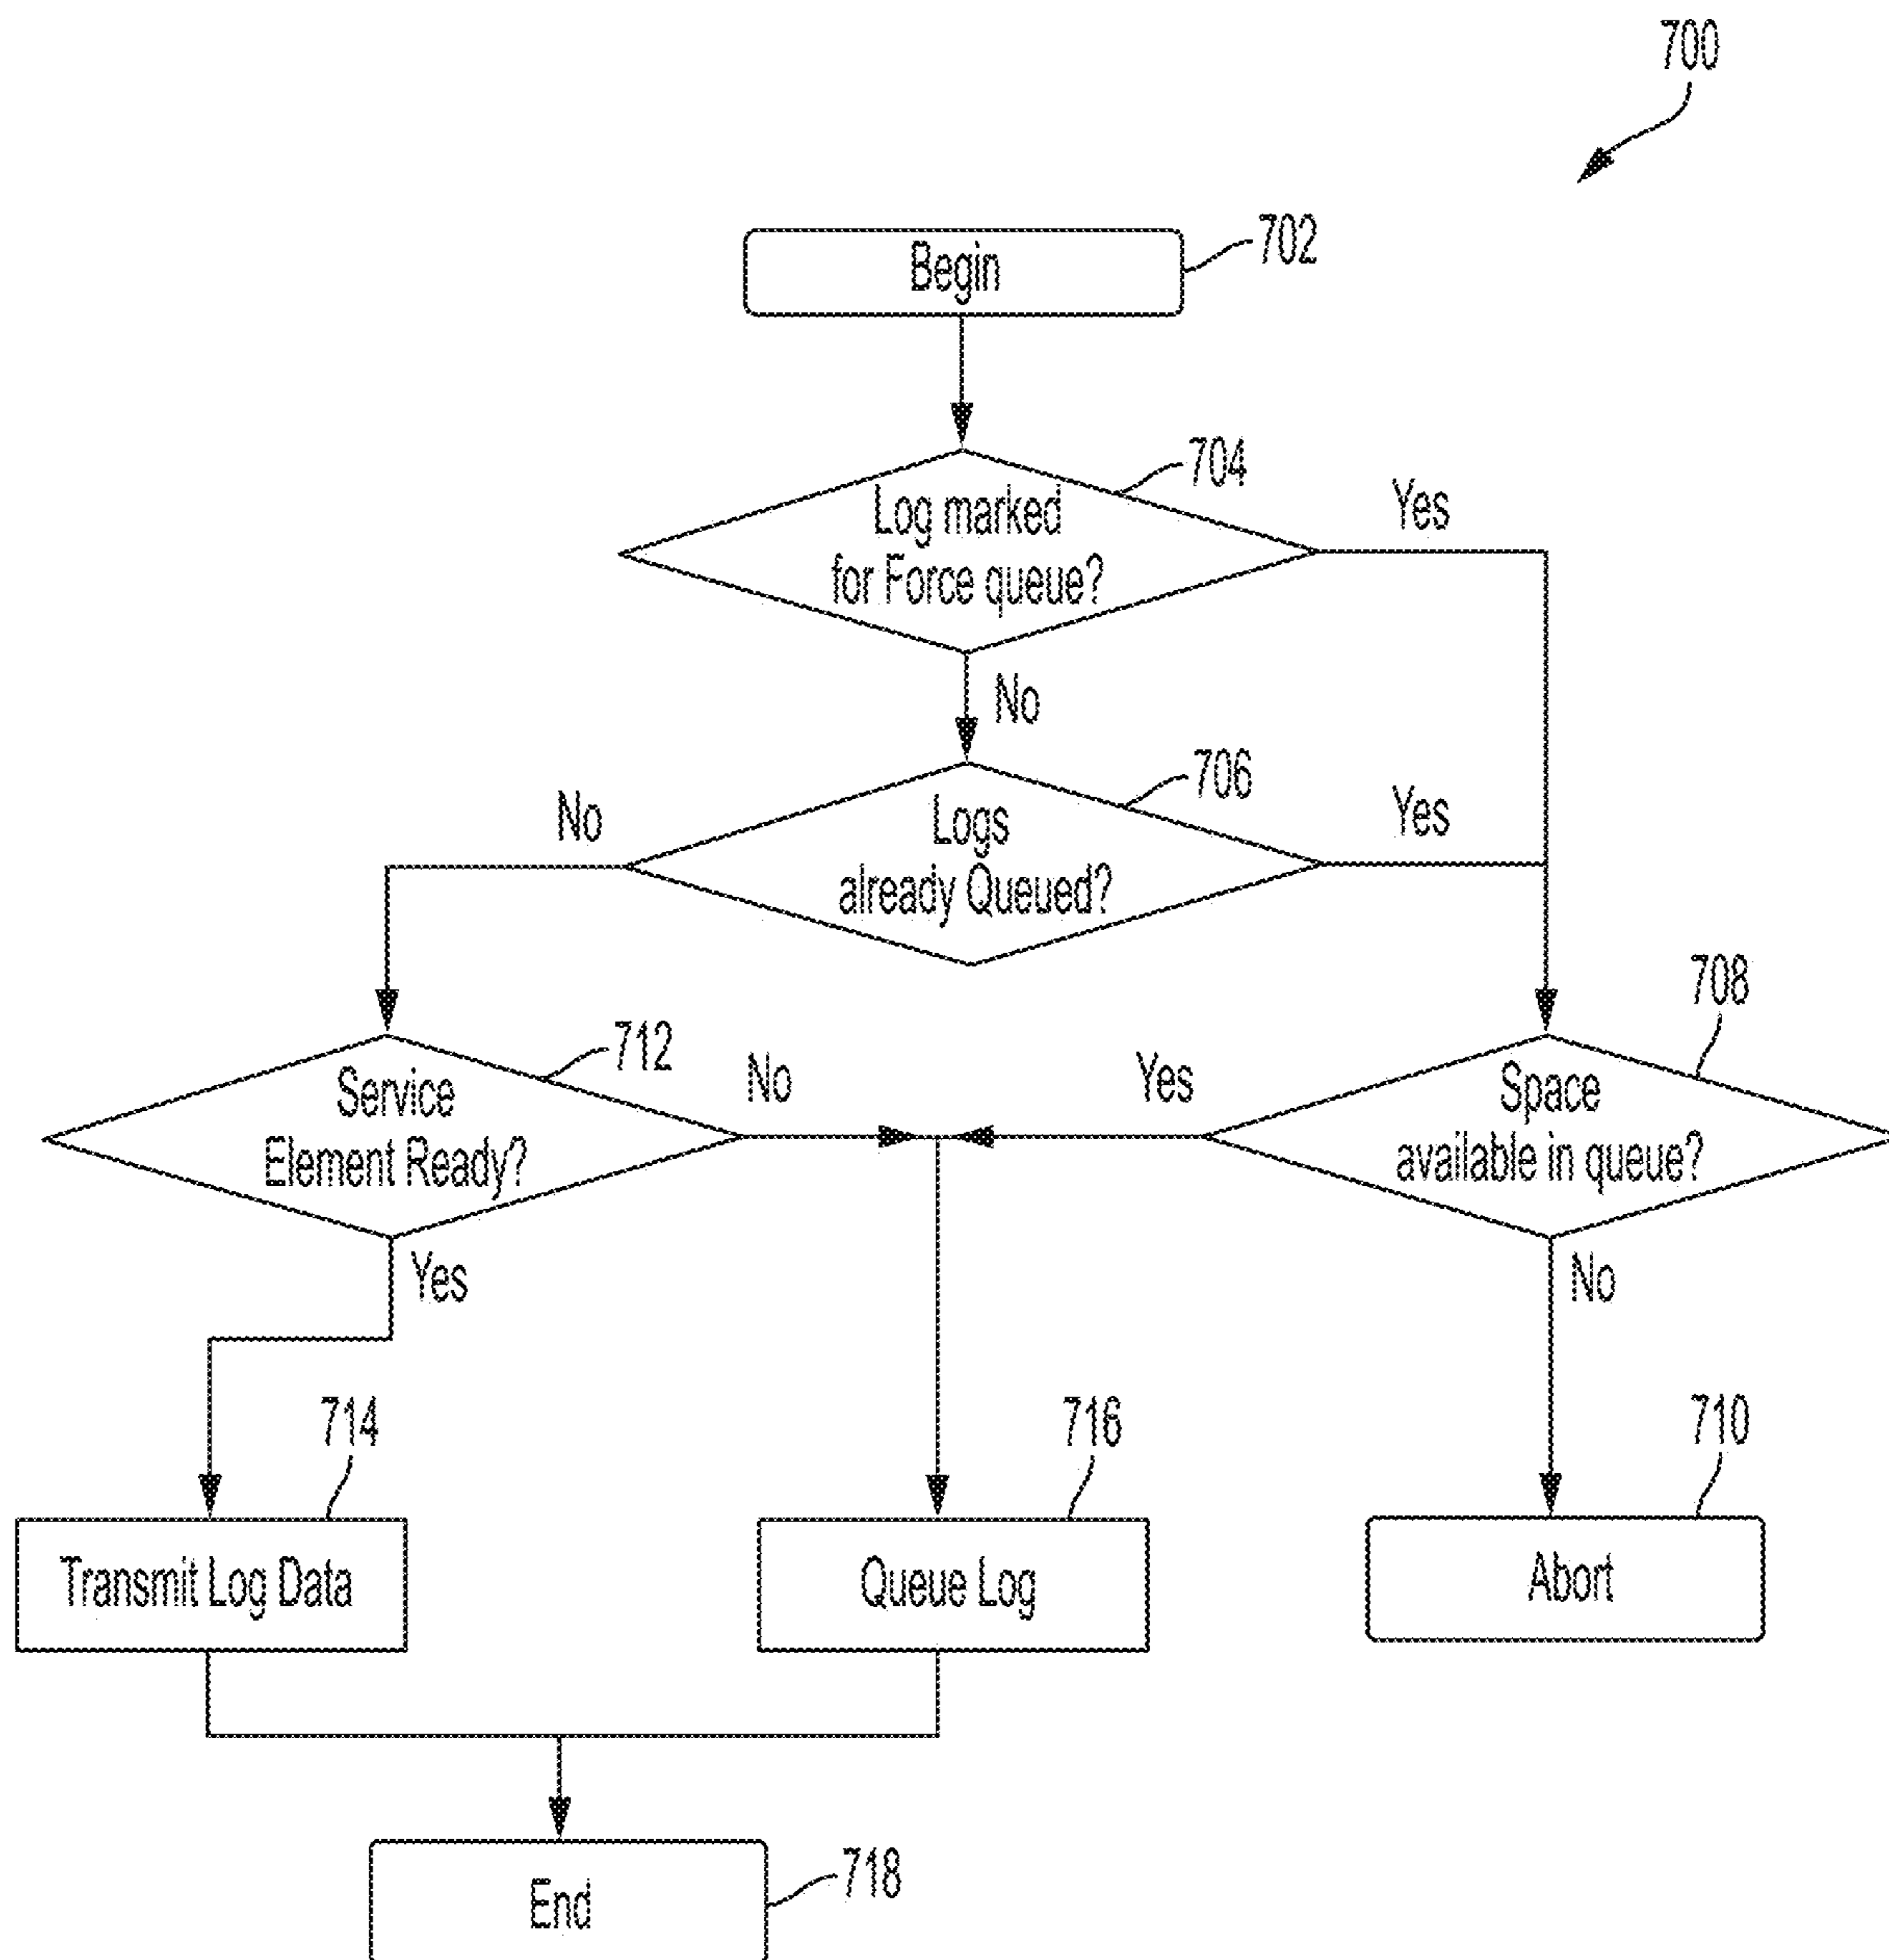 700
Begin
702
704
Log marked
for Force queue?
Yes
No
706
Logs
already Queued?
No
Yes
708
712
Service
Element Ready?
No
Yes
Yes
Space
available in queue?
No
714
716
710
Transmit Log Data
Queue Log
Abort
End
718